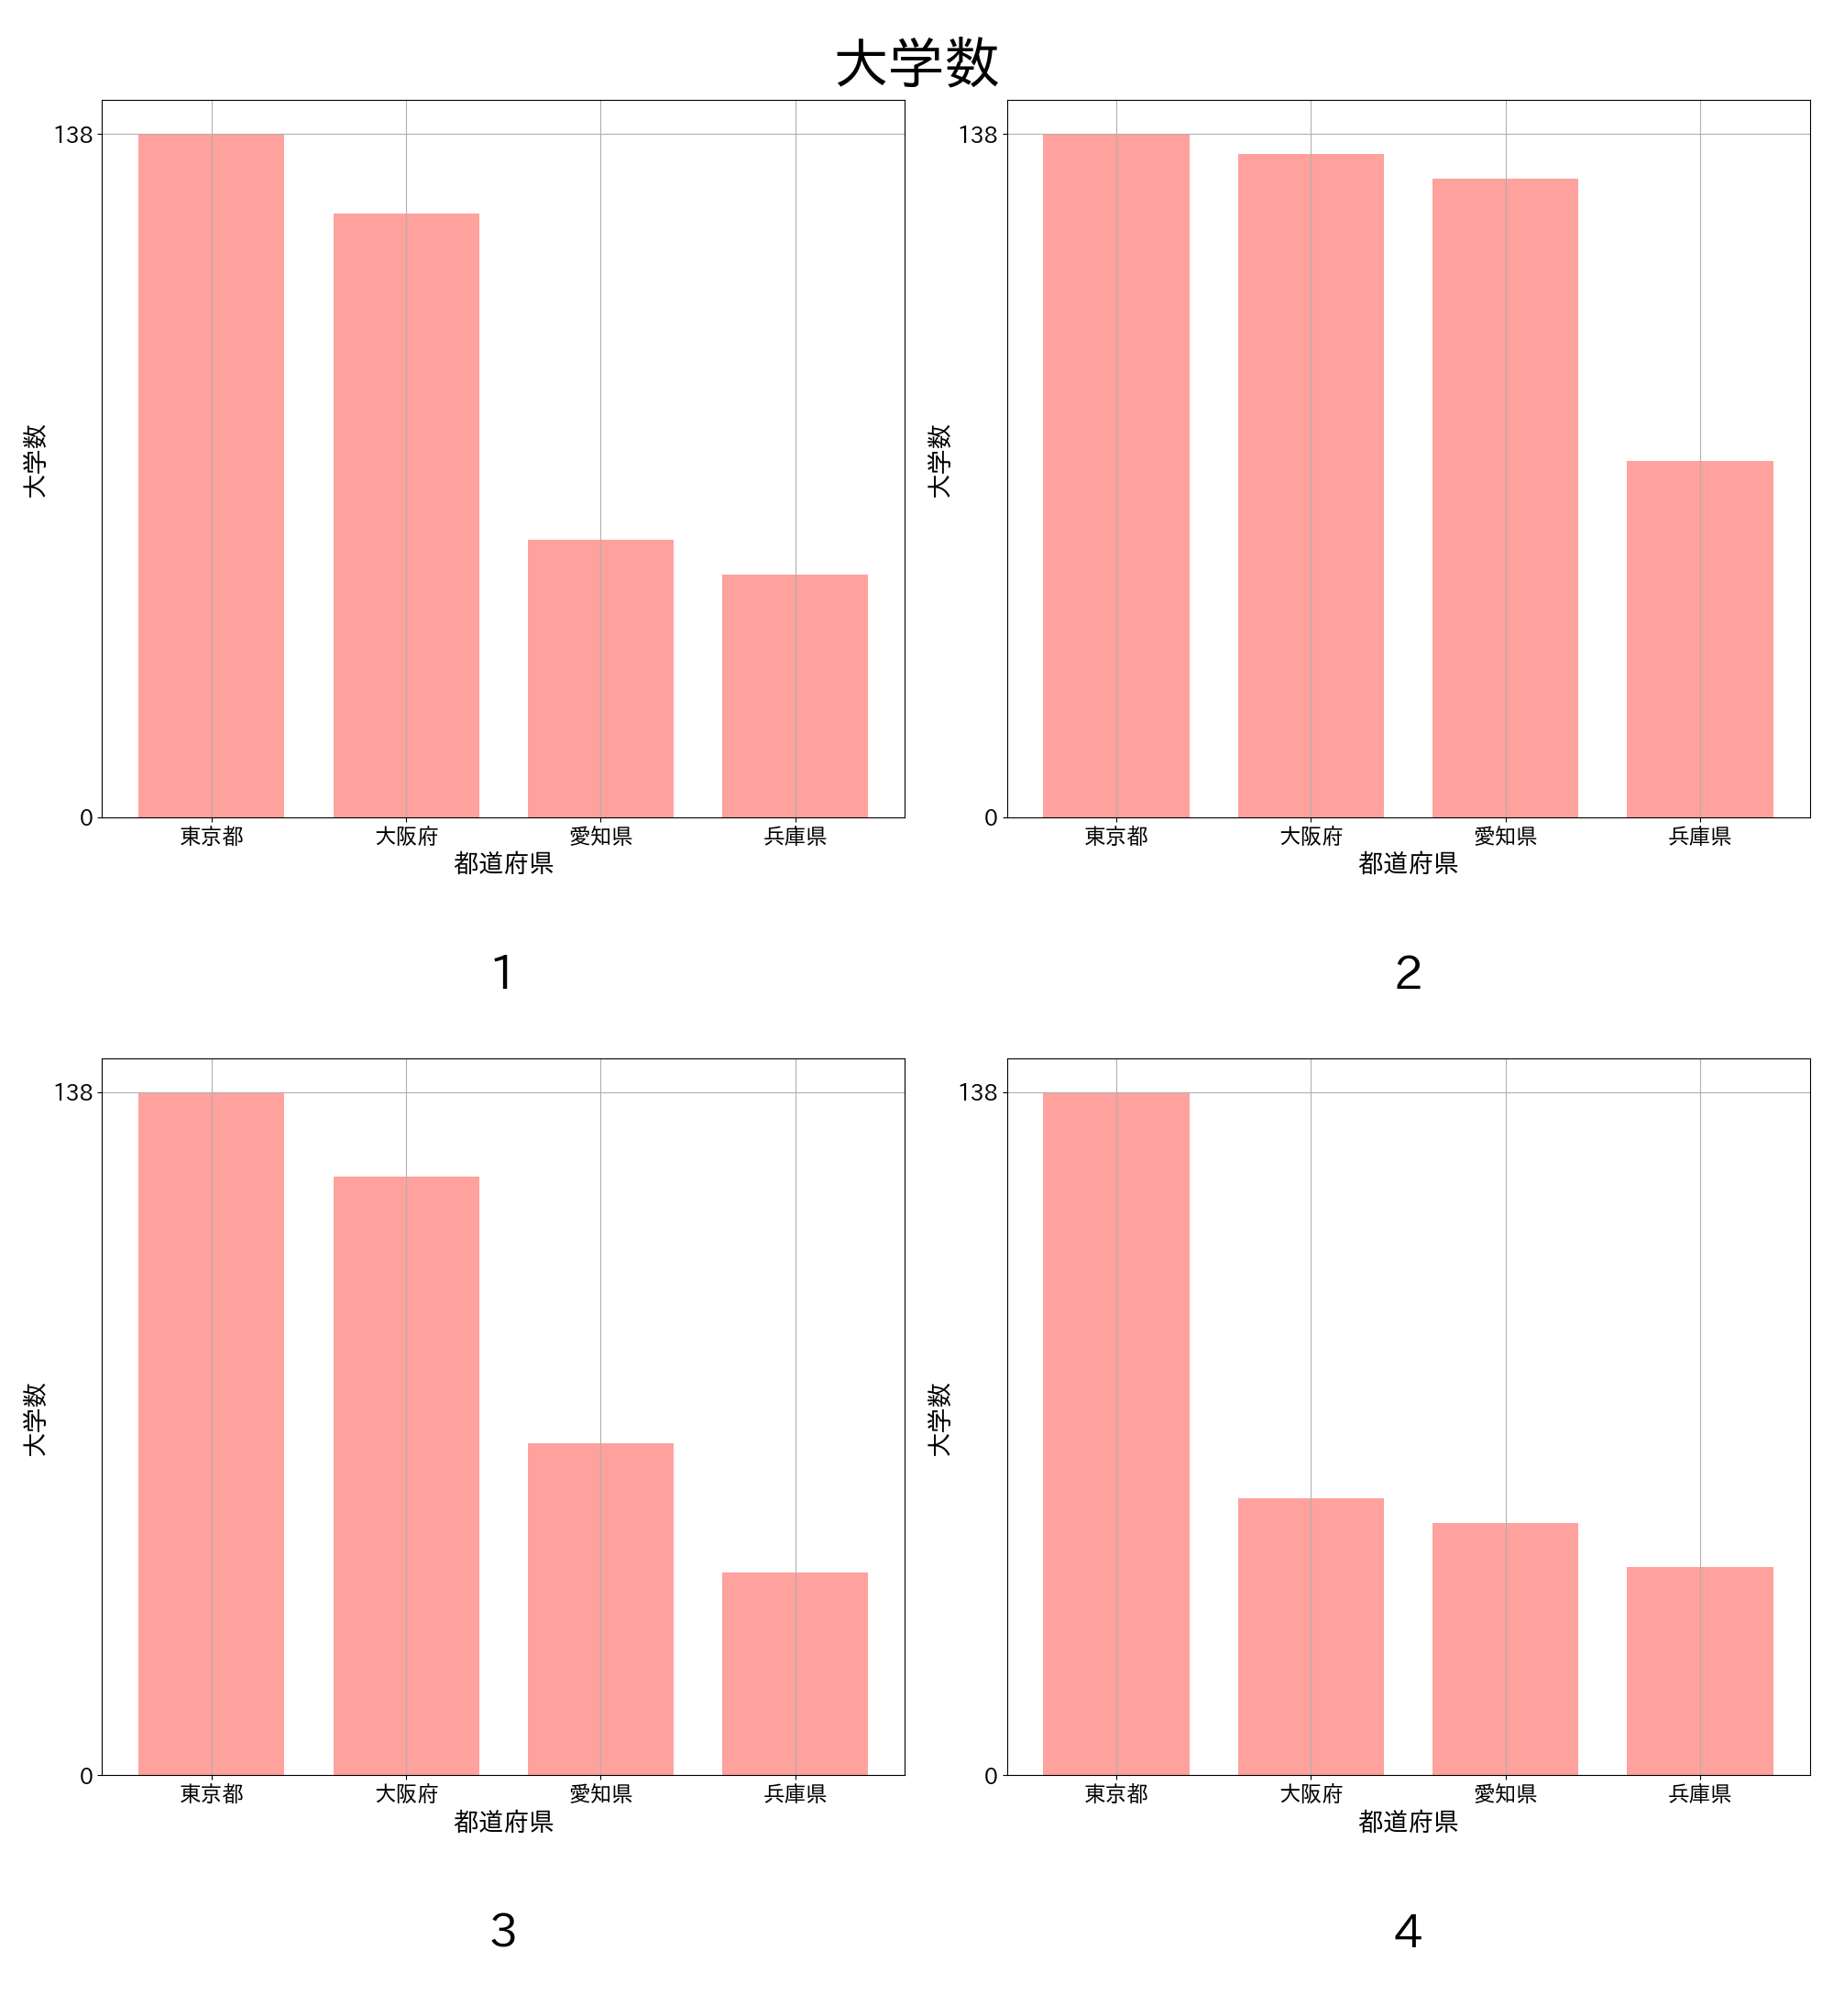 大学数
138
0
大学数
東京都 大阪府 愛知県 兵庫県
都道府県
1
138
0
大学数
東京都 大阪府 愛知県 兵庫県
都道府県
2
138
0
大学数
東京都 大阪府 愛知県 兵庫県
都道府県
3
138
0
大学数
東京都 大阪府 愛知県 兵庫県
都道府県
4